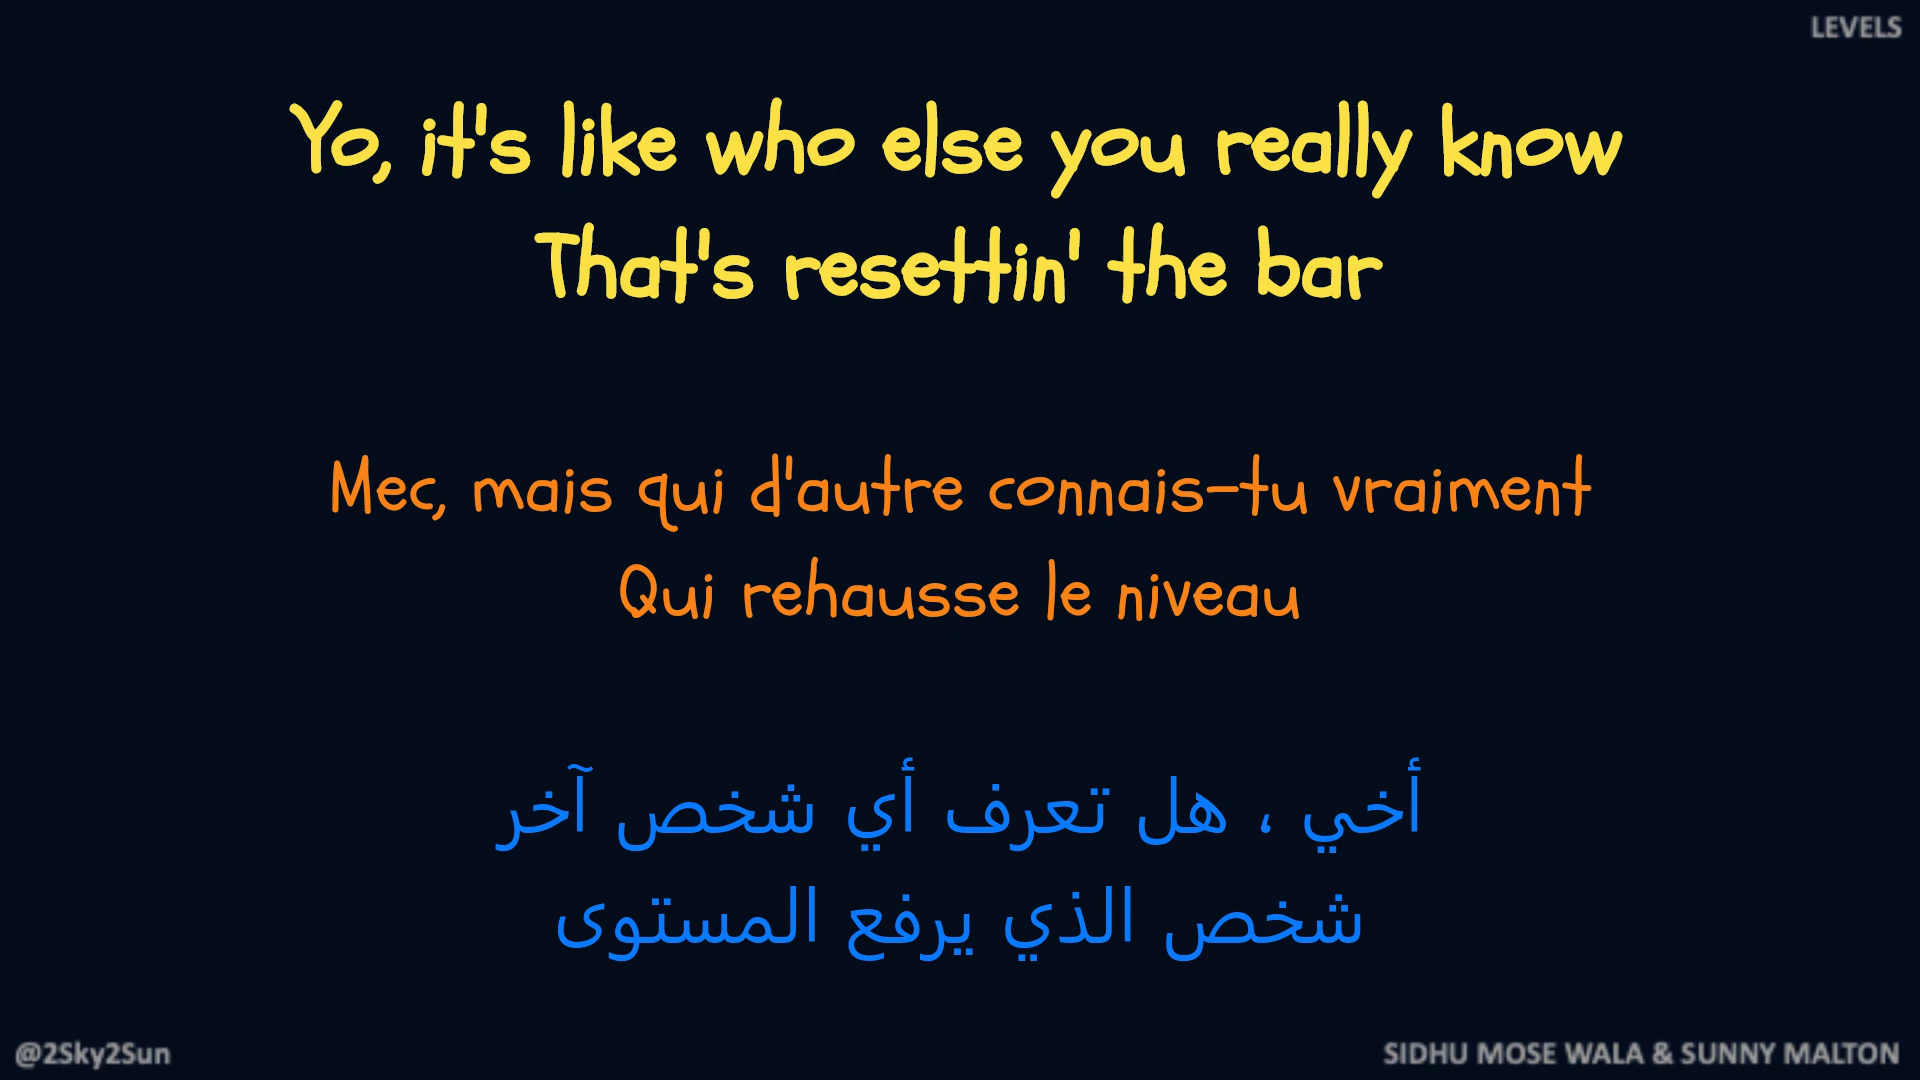 LEVELS
Yo, it's like who else you really know
That's resettin' the bar
Mec, mais qui d'autre connais-tu vraiment
Qui rehausse le niveau
أخي ، هل تعرف أي شخص آخر
شخص الذي يرفع المستوى
@2Sky2Sun
SIDHU MOSE WALA & SUNNY MALTON